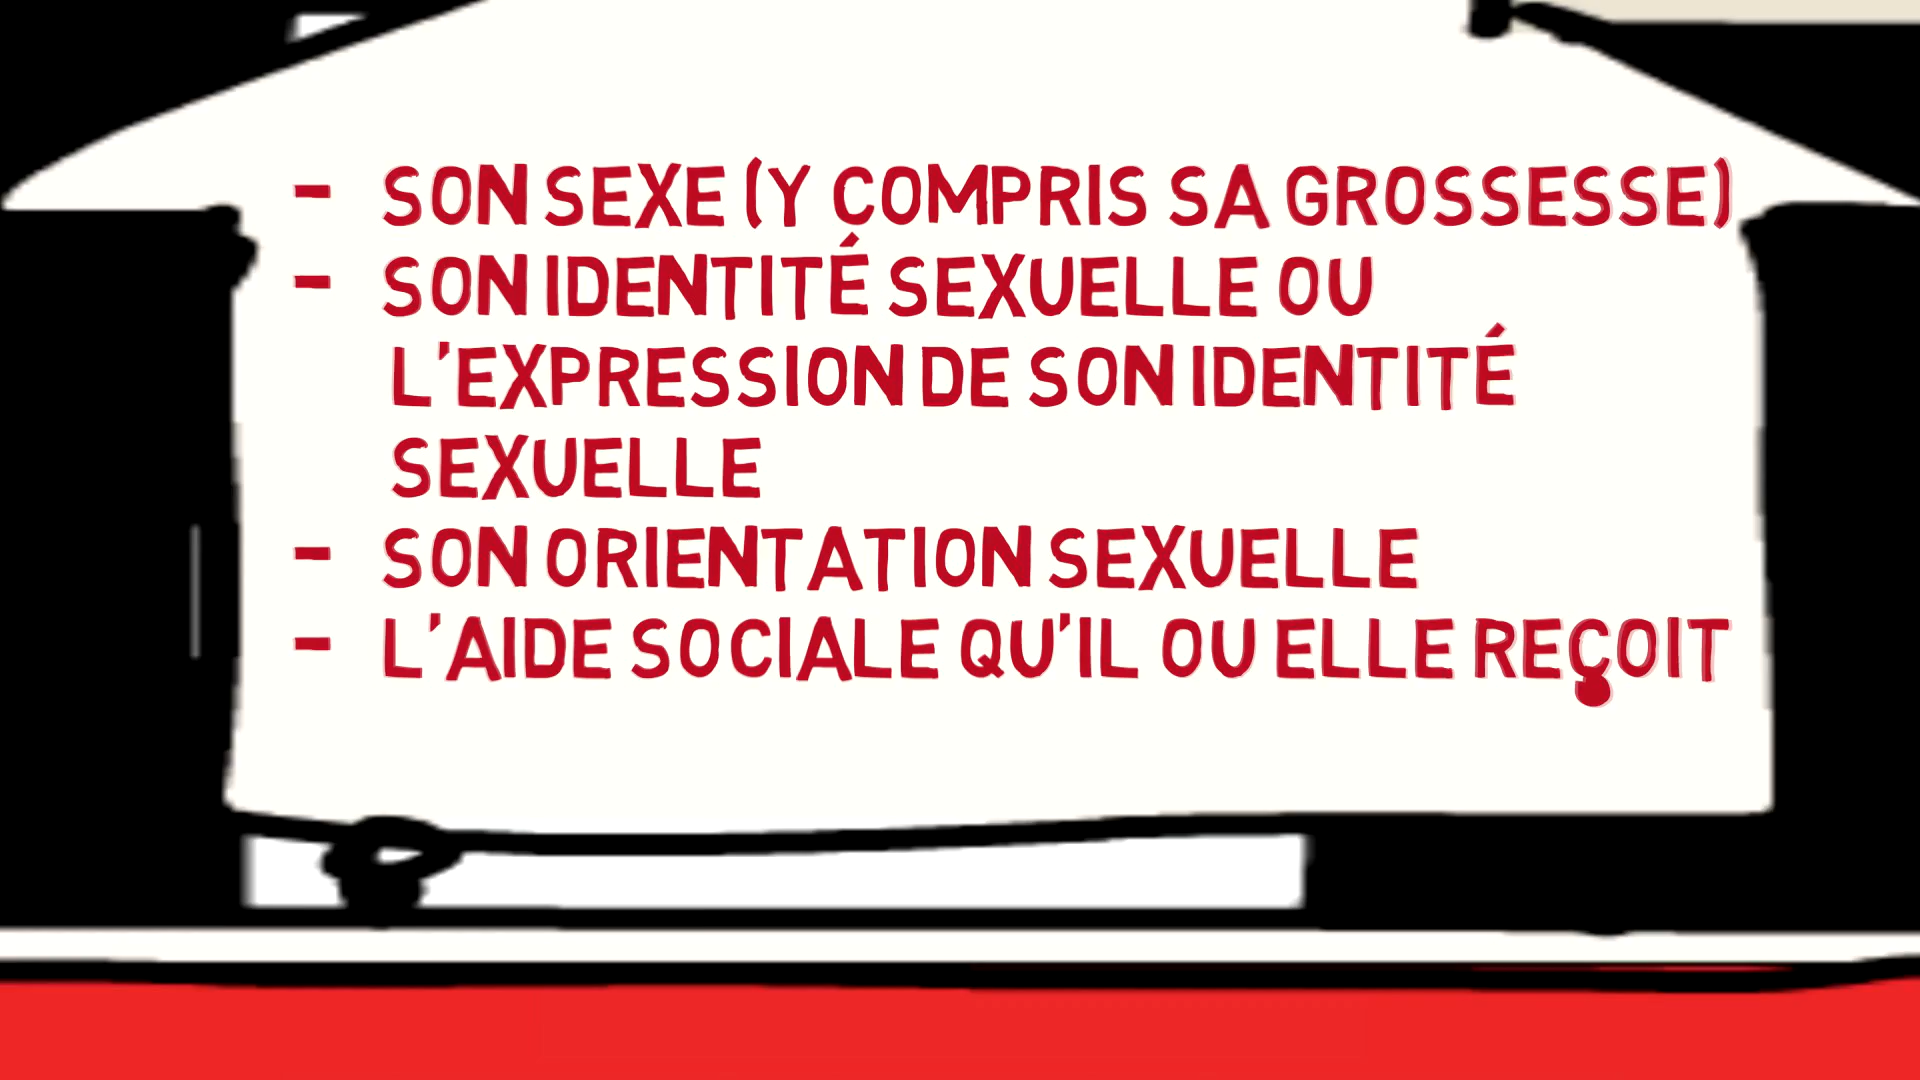 - SON SEXE (Y COMPRIS SA GROSSESSE)
- SON IDENTITÉ SEXUELLE OU
L'EXPRESSION DE SON IDENTITÉ
SEXUELLE
- SON ORIENTATION SEXUELLE
- L'AIDE SOCIALE QU'IL OU ELLE REÇOIT